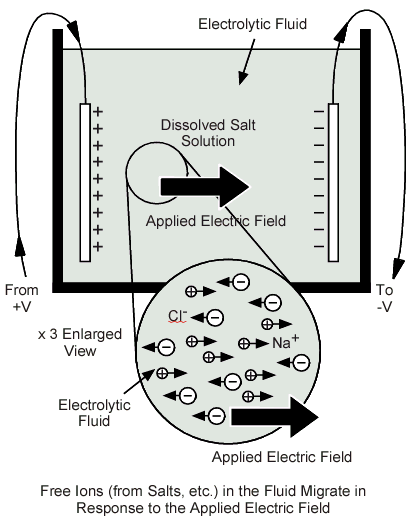 Electrolytic Fluid
Dissolved Salt
Solution
Applied Electric Field
From
+V
To
-V
x 3 Enlarged
View
Cl-
Na+
Electrolytic
Fluid
Applied Electric Field
Free Ions (from Salts, etc.) in the Fluid Migrate in
Response to the Applied Electric Field